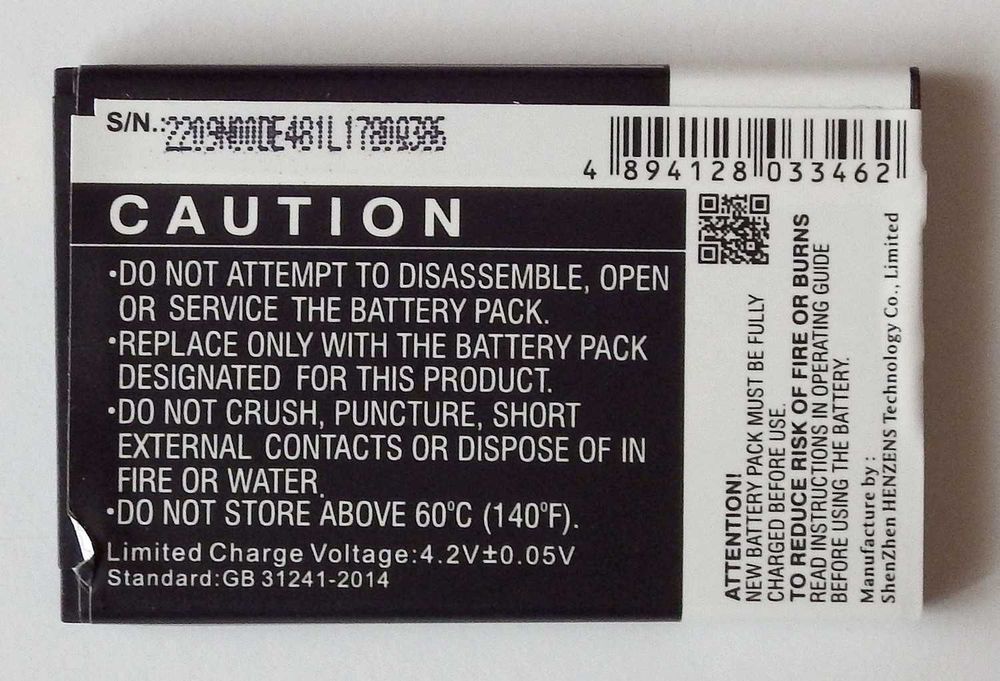 S/N.:
4 894128 033462
CAUTION
•DO NOT ATTEMPT TO DISASSEMBLE, OPEN
OR SERVICE THE BATTERY PACK.
•REPLACE ONLY WITH THE BATTERY PACK
DESIGNATED FOR THIS PRODUCT.
•DO NOT CRUSH, PUNCTURE, SHORT
EXTERNAL CONTACTS OR DISPOSE OF IN
FIRE OR WATER.
•DO NOT STORE ABOVE 60ºC (140ºF).
Limited Charge Voltage:4.2V±0.05V
Standard:GB 31241-2014
ATTENTION!
NEW BATTERY PACK MUST BE FULLY
CHARGED BEFORE USE.
TO REDUCE RISK OF FIRE OR BURNS
READ INSTRUCTIONS IN OPERATING GUIDE
BEFORE USING THE BATTERY.
Manufacture by:
ShenZhen HENZENS Technology Co., Limited